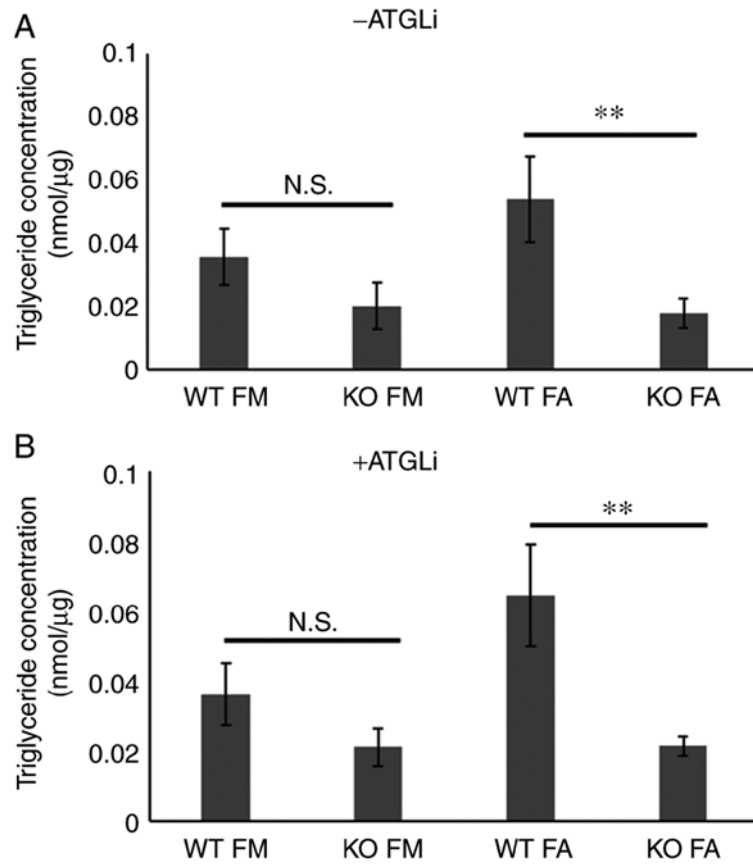 A
−ATGLi
Triglyceride concentration
(nmol/μg)
0.1
0.08
0.06
0.04
0.02
0
N.S.
**
WT FM KO FM WT FA KO FA
B
+ATGLi
Triglyceride concentration
(nmol/μg)
0.1
0.08
0.06
0.04
0.02
0
N.S.
**
WT FM KO FM WT FA KO FA